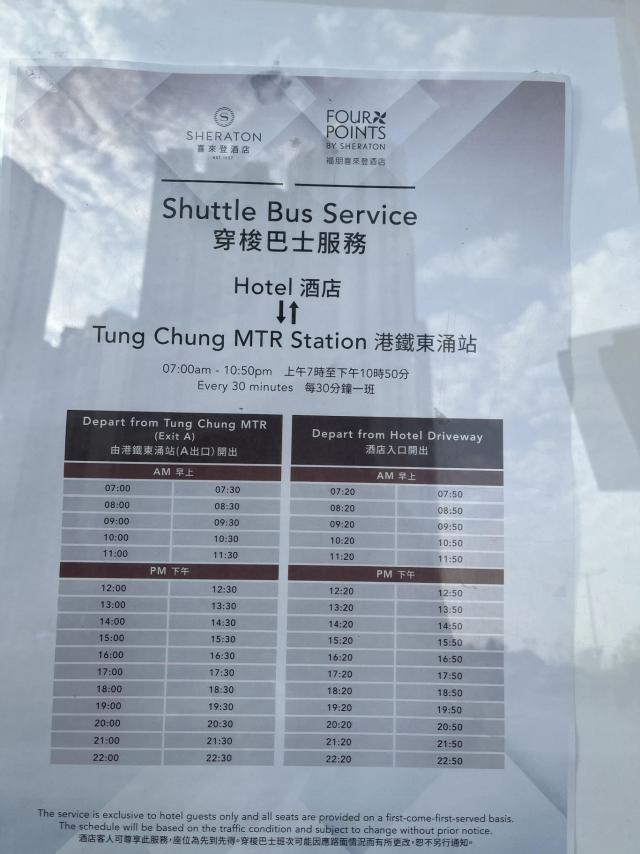 SHERATON
喜來登酒店
EST. 1937
FOUR POINTS
BY SHERATON
福朋喜來登酒店
Shuttle Bus Service
穿梭巴士服務
Hotel 酒店
↓↑
Tung Chung MTR Station 港鐵東涌站
07:00am - 10:50pm 上午7時至下午10時50分
Every 30 minutes 每30分鐘一班
Depart from Tung Chung MTR
(Exit A)
由港鐵東涌站(A出口)開出
AM 早上
07:00 07:30
08:00 08:30
09:00 09:30
10:00 10:30
11:00 11:30
PM 下午
12:00 12:30
13:00 13:30
14:00 14:30
15:00 15:30
16:00 16:30
17:00 17:30
18:00 18:30
19:00 19:30
20:00 20:30
21:00 21:30
22:00 22:30
Depart from Hotel Driveway
酒店入口開出
AM 早上
07:20 07:50
08:20 08:50
09:20 09:50
10:20 10:50
11:20 11:50
PM 下午
12:20 12:50
13:20 13:50
14:20 14:50
15:20 15:50
16:20 16:50
17:20 17:50
18:20 18:50
19:20 19:50
20:20 20:50
21:20 21:50
22:20 22:50
The service is exclusive to hotel guests only and all seats are provided on a first-come-first-served basis.
The schedule will be based on the traffic condition and subject to change without prior notice.
酒店客人可尊享此服務，座位為先到先得。穿梭巴士班次可能因應路面情況而有所更改，恕不另行通知。